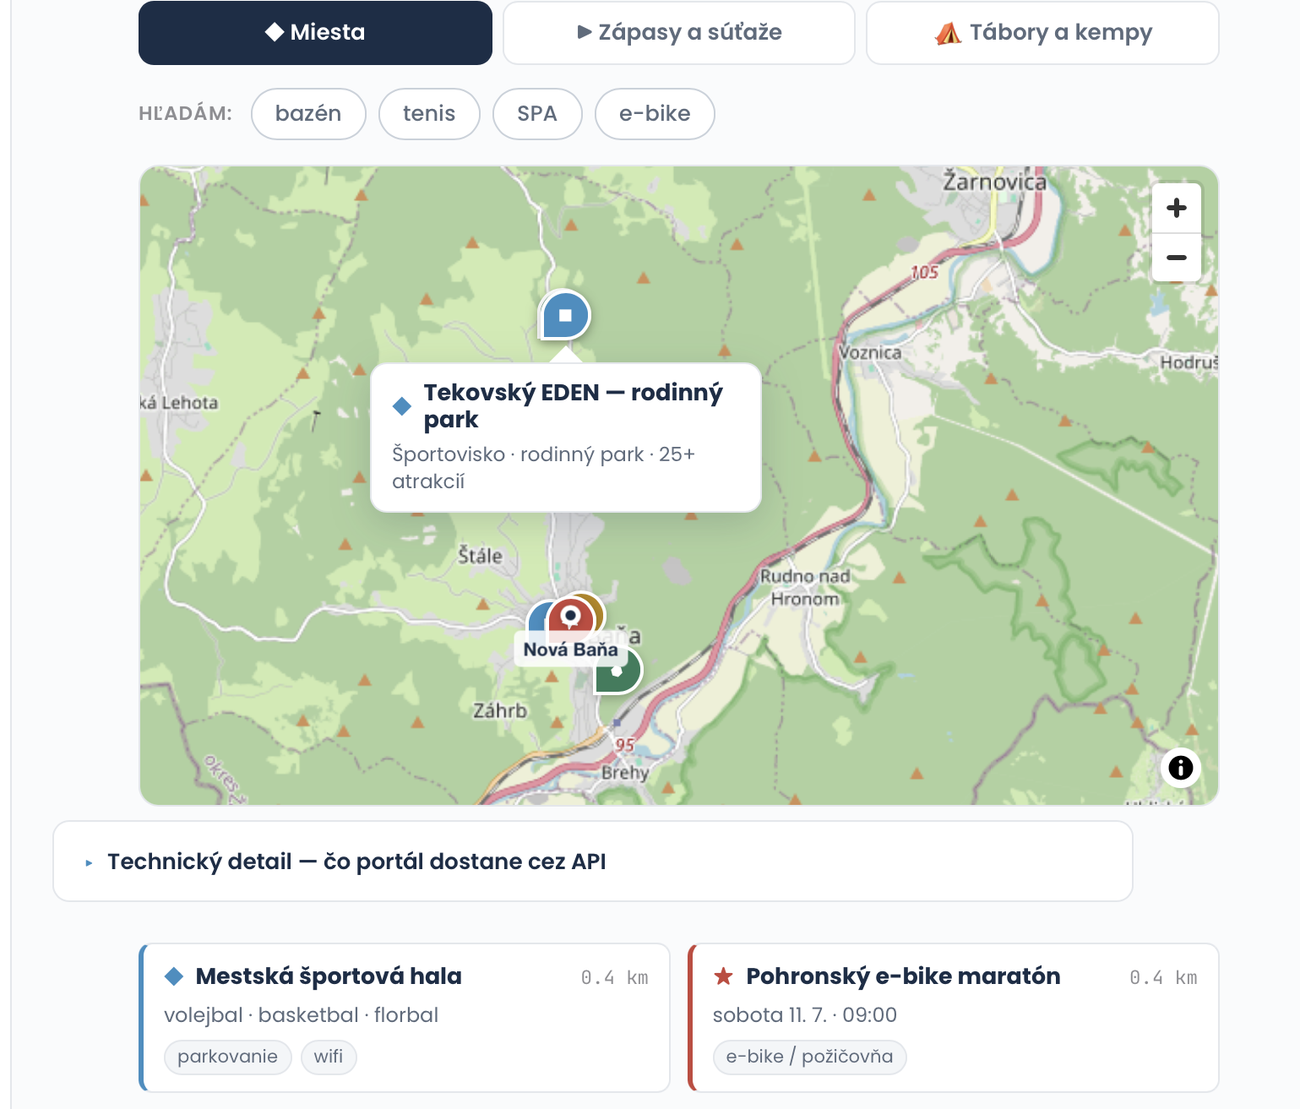 Miesta
Zápasy a súťaže
Tábory a kempy
HĽADÁM:
bazén
tenis
SPA
e-bike
Žarnovica
105
Voznica
Hodruš
ká Lehota
Tekovský EDEN — rodinný
park
Športovisko · rodinný park · 25+
atrakcií
Štále
Rudno nad
Hronom
aňa
Nová Baňa
Záhrb
95
Brehy
okres
Technický detail — čo portál dostane cez API
Mestská športová hala
0.4 km
volejbal · basketbal · florbal
parkovanie
wifi
Pohronský e-bike maratón
0.4 km
sobota 11. 7. · 09:00
e-bike / požičovňa